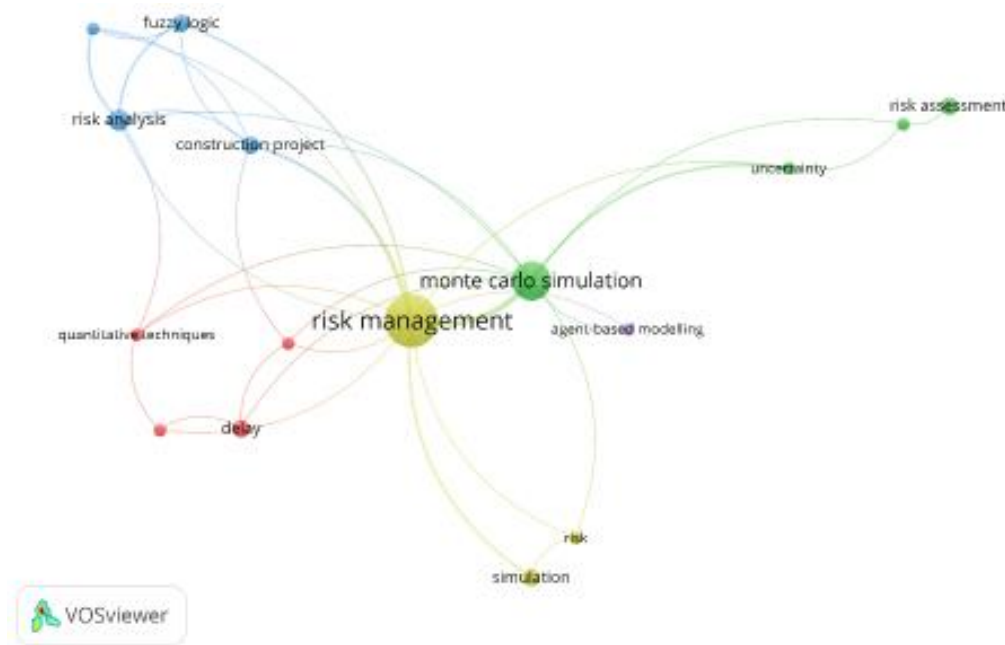 fuzzy logic
risk analysis
construction project
risk assessment
uncertainty
monte carlo simulation
risk management
agent-based modelling
quantitative techniques
delay
risk
simulation
VOSviewer